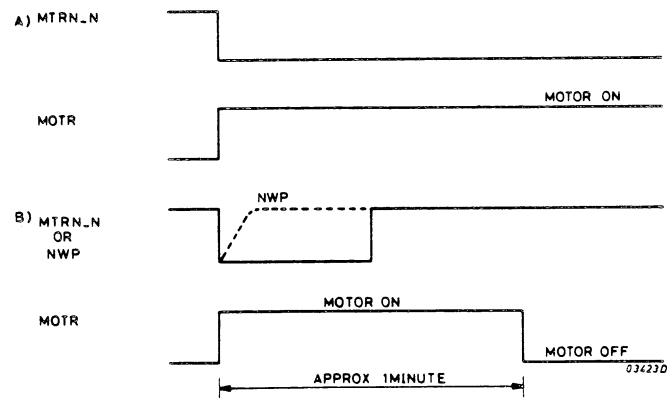 A) MTRN_N
MOTOR ON
MOTR
NWP
B) MTRN_N
OR
NWP
MOTOR ON
MOTR
MOTOR OFF
03423D
APPROX 1MINUTE